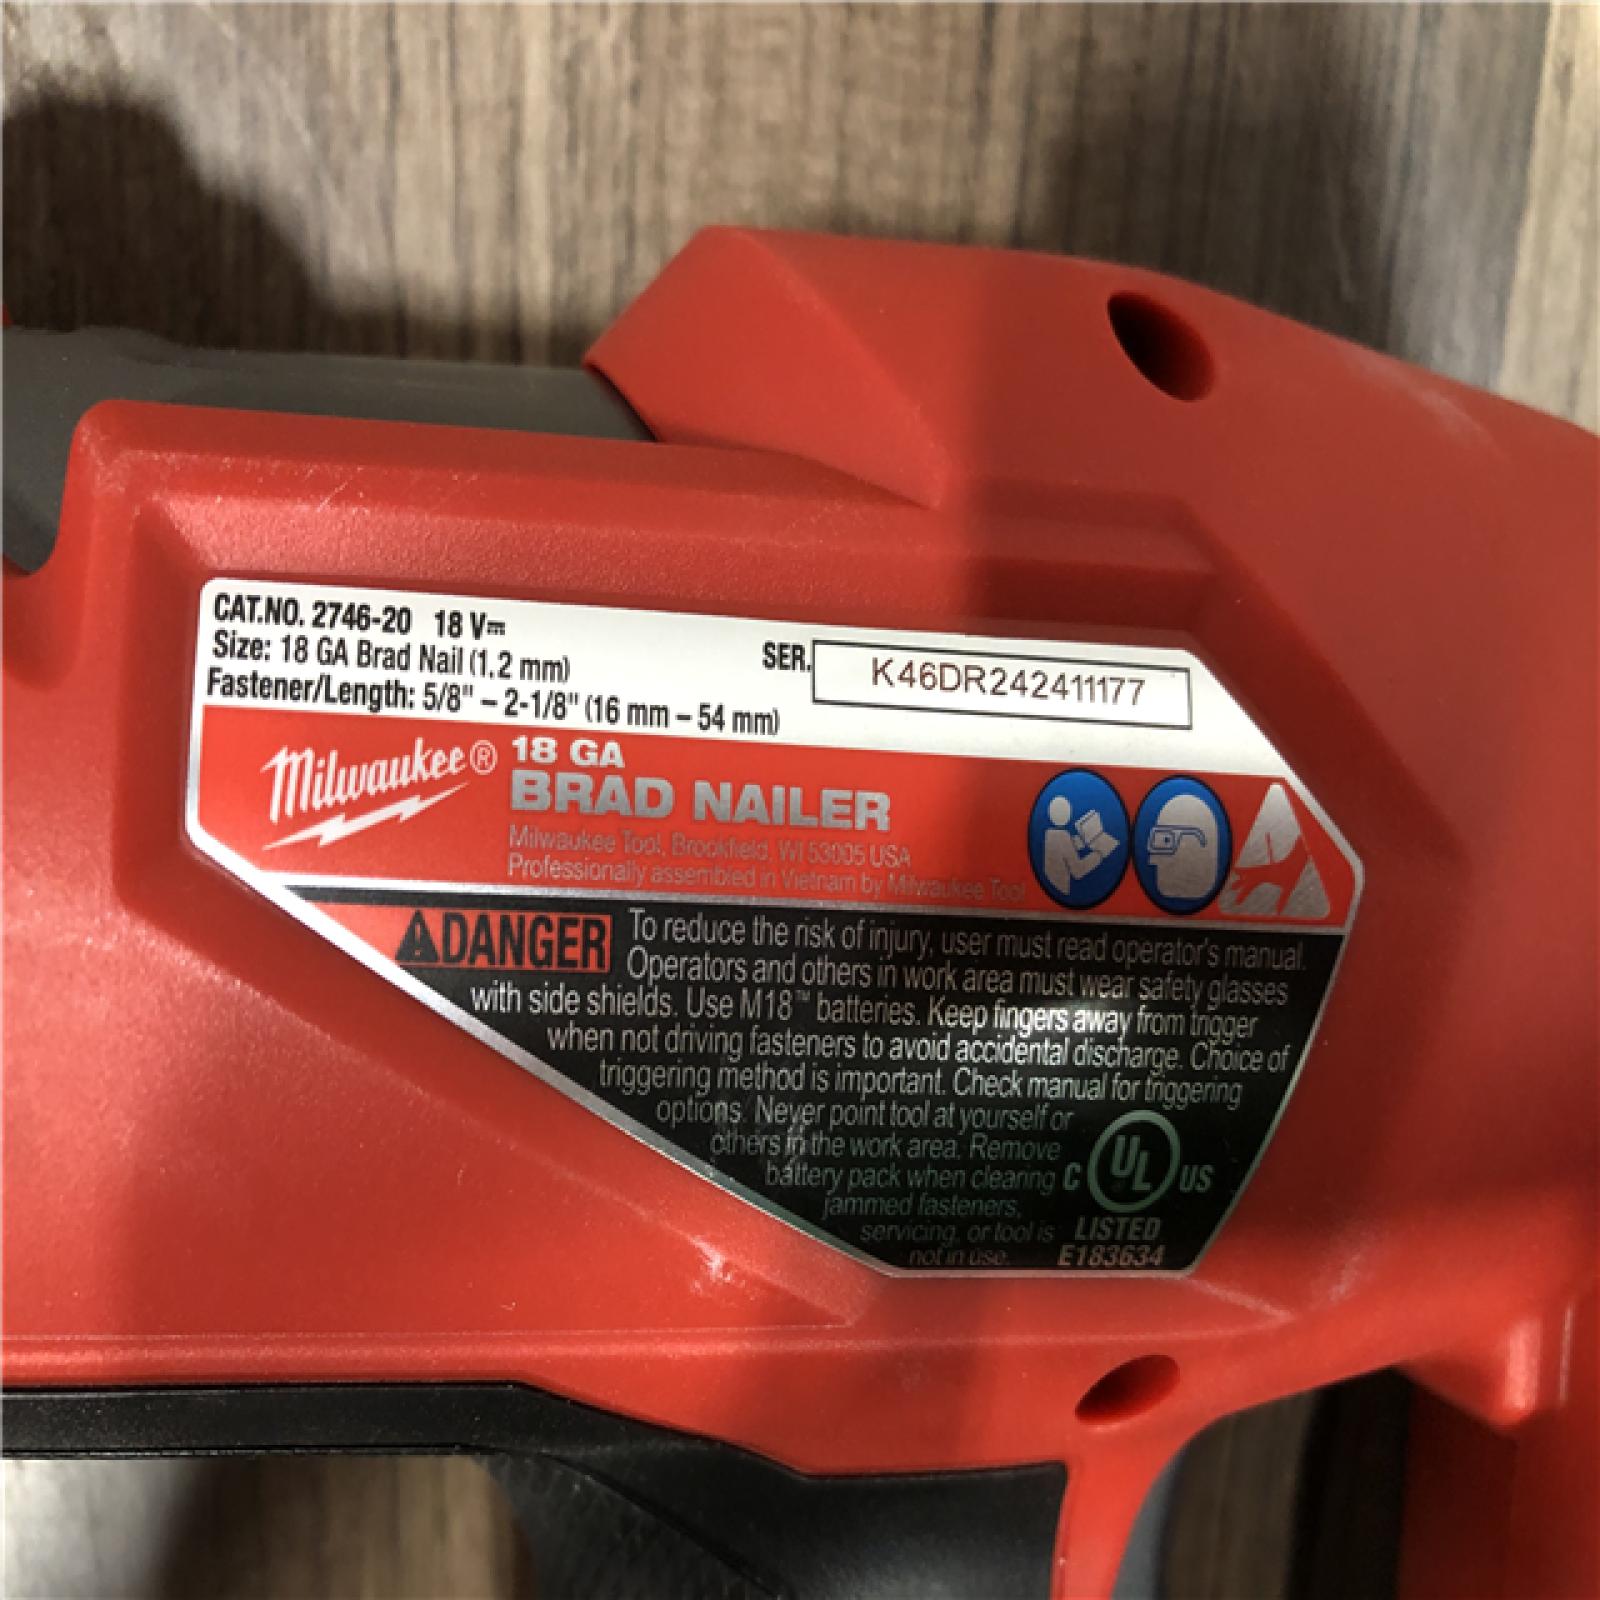 CAT.NO. 2746-20 18 V⎓
Size: 18 GA Brad Nail (1.2 mm)
Fastener/Length: 5/8" – 2-1/8" (16 mm – 54 mm)
SER. K46DR242411177
Milwaukee® 18 GA
BRAD NAILER
Milwaukee Tool, Brookfield, WI 53005 USA
Professionally assembled in Vietnam by Milwaukee Tool
DANGER To reduce the risk of injury, user must read operator's manual.
Operators and others in work area must wear safety glasses
with side shields. Use M18™ batteries. Keep fingers away from trigger
when not driving fasteners to avoid accidental discharge. Choice of
triggering method is important. Check manual for triggering
options. Never point tool at yourself or
others in the work area. Remove
battery pack when clearing
jammed fasteners,
servicing, or tool is
not in use.
C UL US
LISTED
E183634